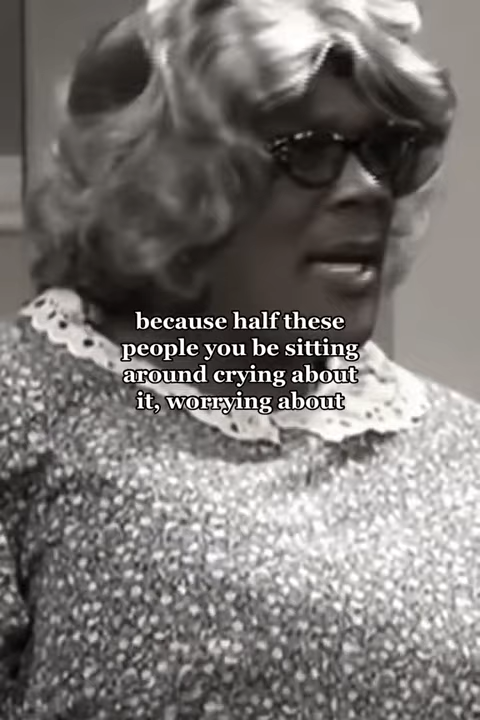 because half these
people you be sitting
around crying about
it, worrying about